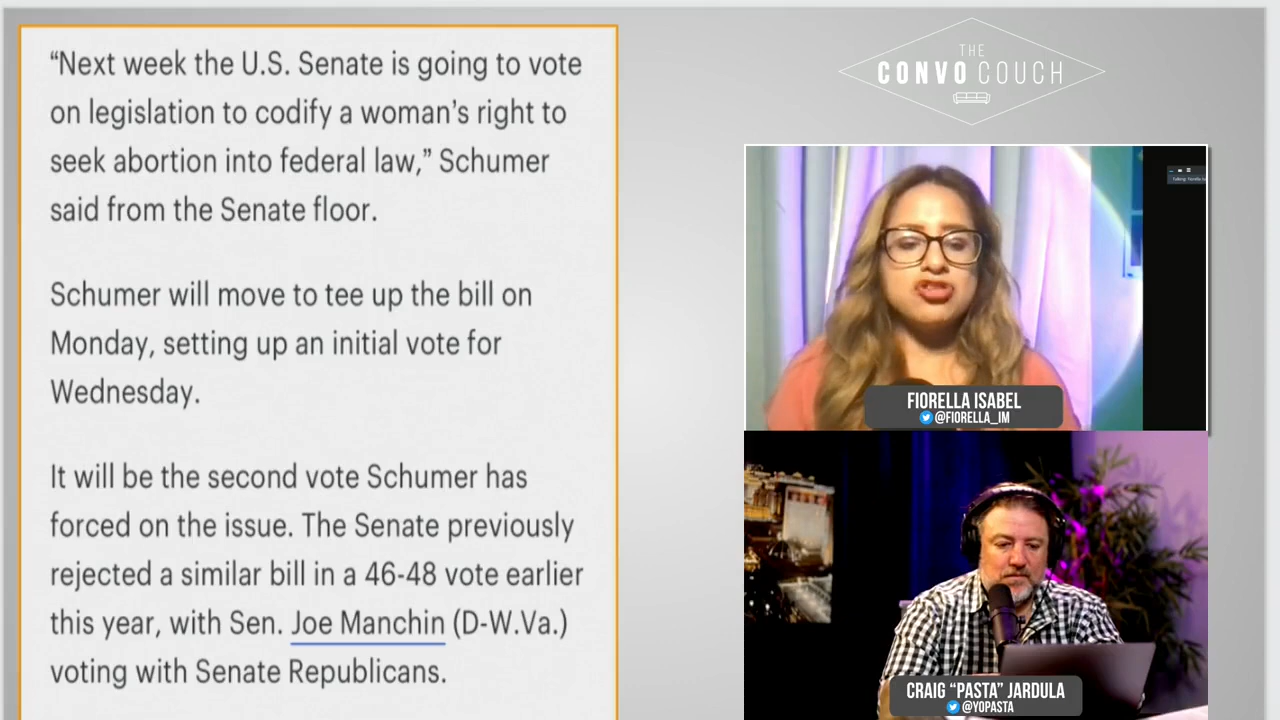 “Next week the U.S. Senate is going to vote
on legislation to codify a woman’s right to
seek abortion into federal law,” Schumer
said from the Senate floor.
Schumer will move to tee up the bill on
Monday, setting up an initial vote for
Wednesday.
It will be the second vote Schumer has
forced on the issue. The Senate previously
rejected a similar bill in a 46-48 vote earlier
this year, with Sen. Joe Manchin (D-W.Va.)
voting with Senate Republicans.
THE
CONVO COUCH
FIORELLA ISABEL
@FIORELLA_IM
CRAIG “PASTA” JARDULA
@YOPASTA